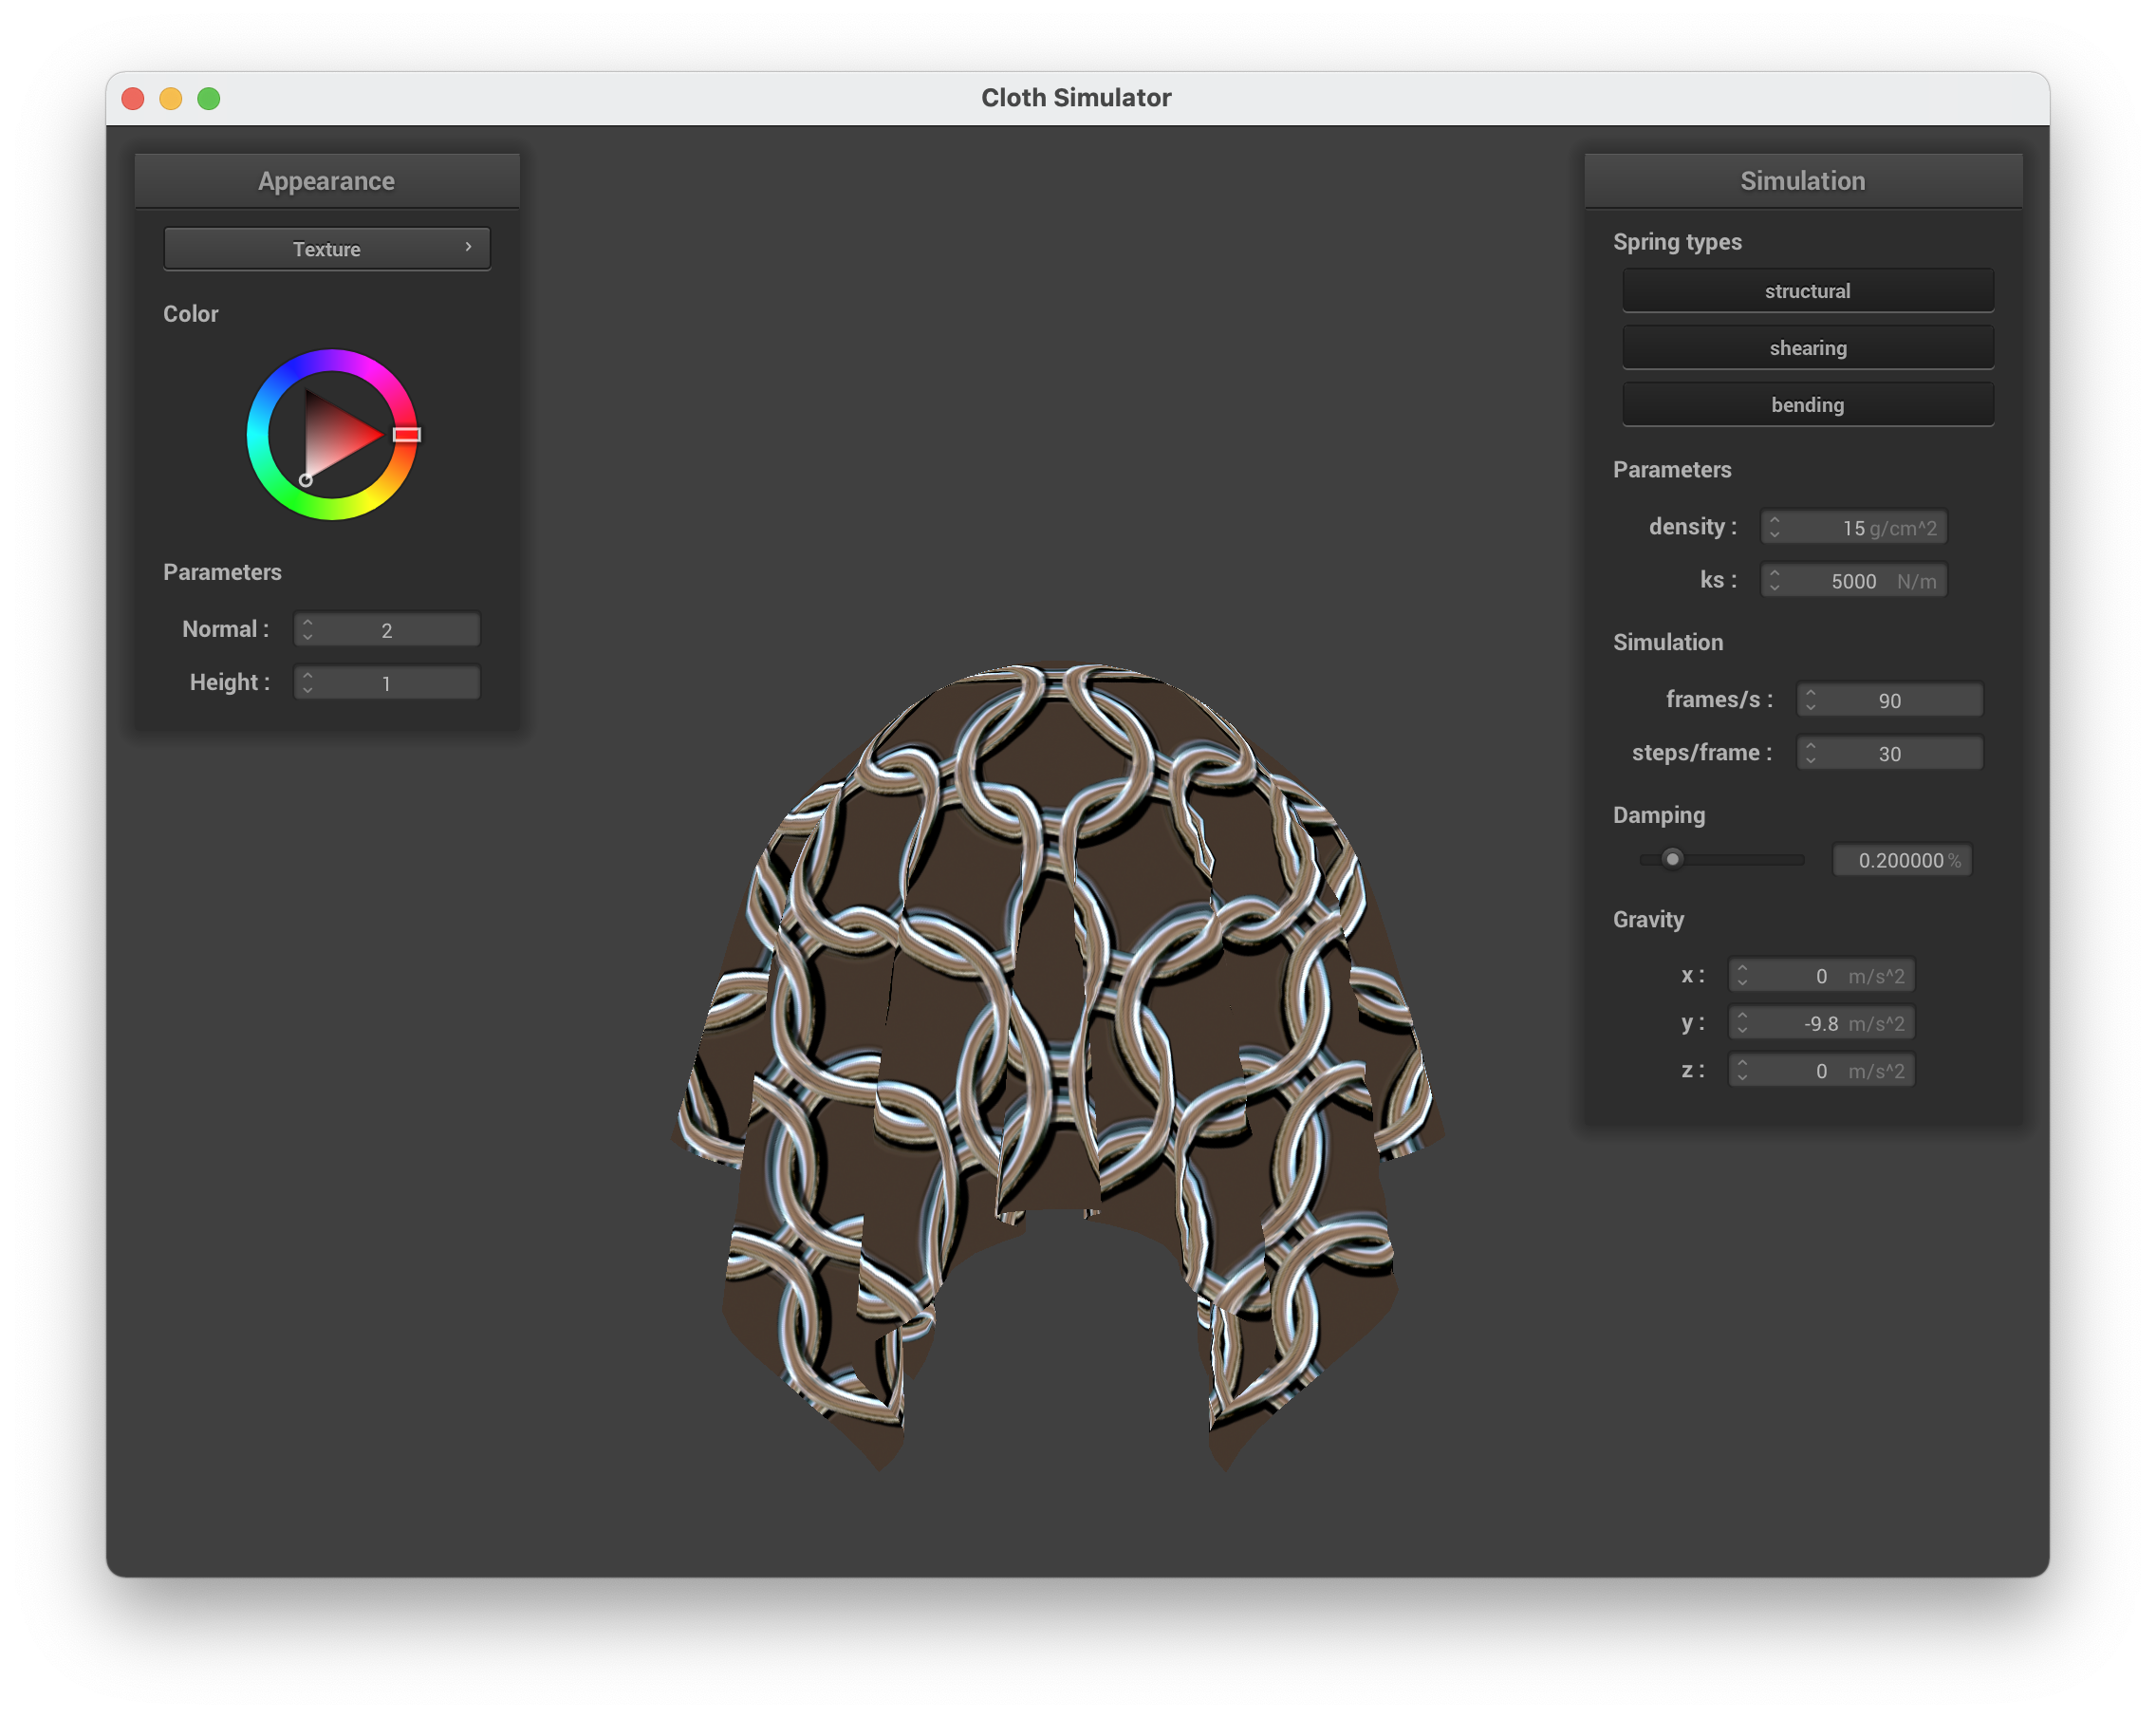 Cloth Simulator
Appearance
Texture
Color
Parameters
Normal : 2
Height : 1
Simulation
Spring types
structural
shearing
bending
Parameters
density : 15 g/cm^2
ks : 5000 N/m
Simulation
frames/s : 90
steps/frame : 30
Damping
0.200000 %
Gravity
x : 0 m/s^2
y : -9.8 m/s^2
z : 0 m/s^2